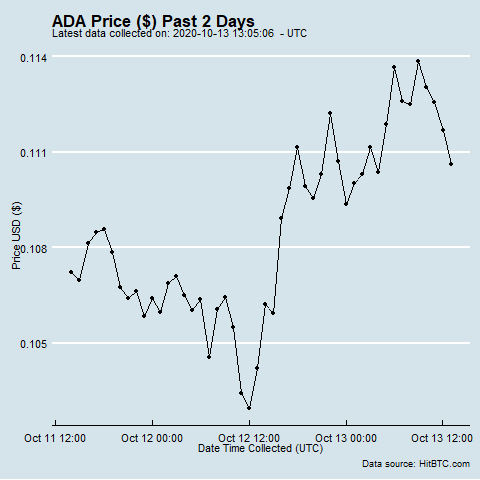 ADA Price ($) Past 2 Days
Latest data collected on: 2020-10-13 13:05:06 - UTC
0.114
0.111
0.108
0.105
Price USD ($)
Oct 11 12:00
Oct 12 00:00
Oct 12 12:00
Oct 13 00:00
Oct 13 12:00
Date Time Collected (UTC)
Data source: HitBTC.com